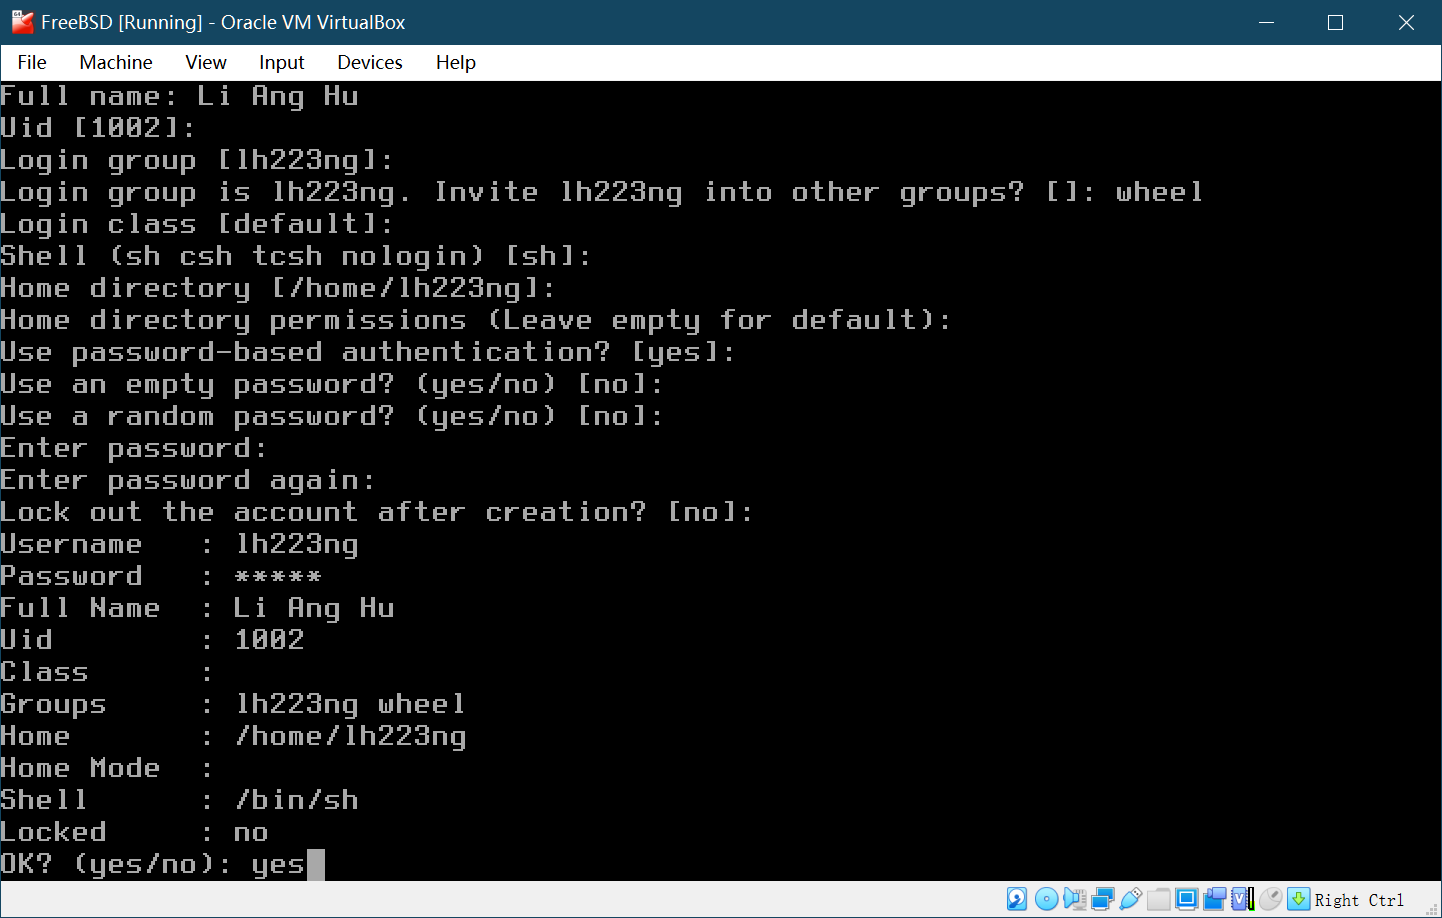 FreeBSD [Running] - Oracle VM VirtualBox
File Machine View Input Devices Help
Full name: Li Ang Hu
Uid [1002]:
Login group [lh223ng]:
Login group is lh223ng. Invite lh223ng into other groups? []: wheel
Login class [default]:
Shell (sh csh tcsh nologin) [sh]:
Home directory [/home/lh223ng]:
Home directory permissions (Leave empty for default):
Use password-based authentication? [yes]:
Use an empty password? (yes/no) [no]:
Use a random password? (yes/no) [no]:
Enter password:
Enter password again:
Lock out the account after creation? [no]:
Username   : lh223ng
Password   : *****
Full Name  : Li Ang Hu
Uid        : 1002
Class      :
Groups     : lh223ng wheel
Home       : /home/lh223ng
Home Mode  :
Shell      : /bin/sh
Locked     : no
OK? (yes/no): yes
Right Ctrl